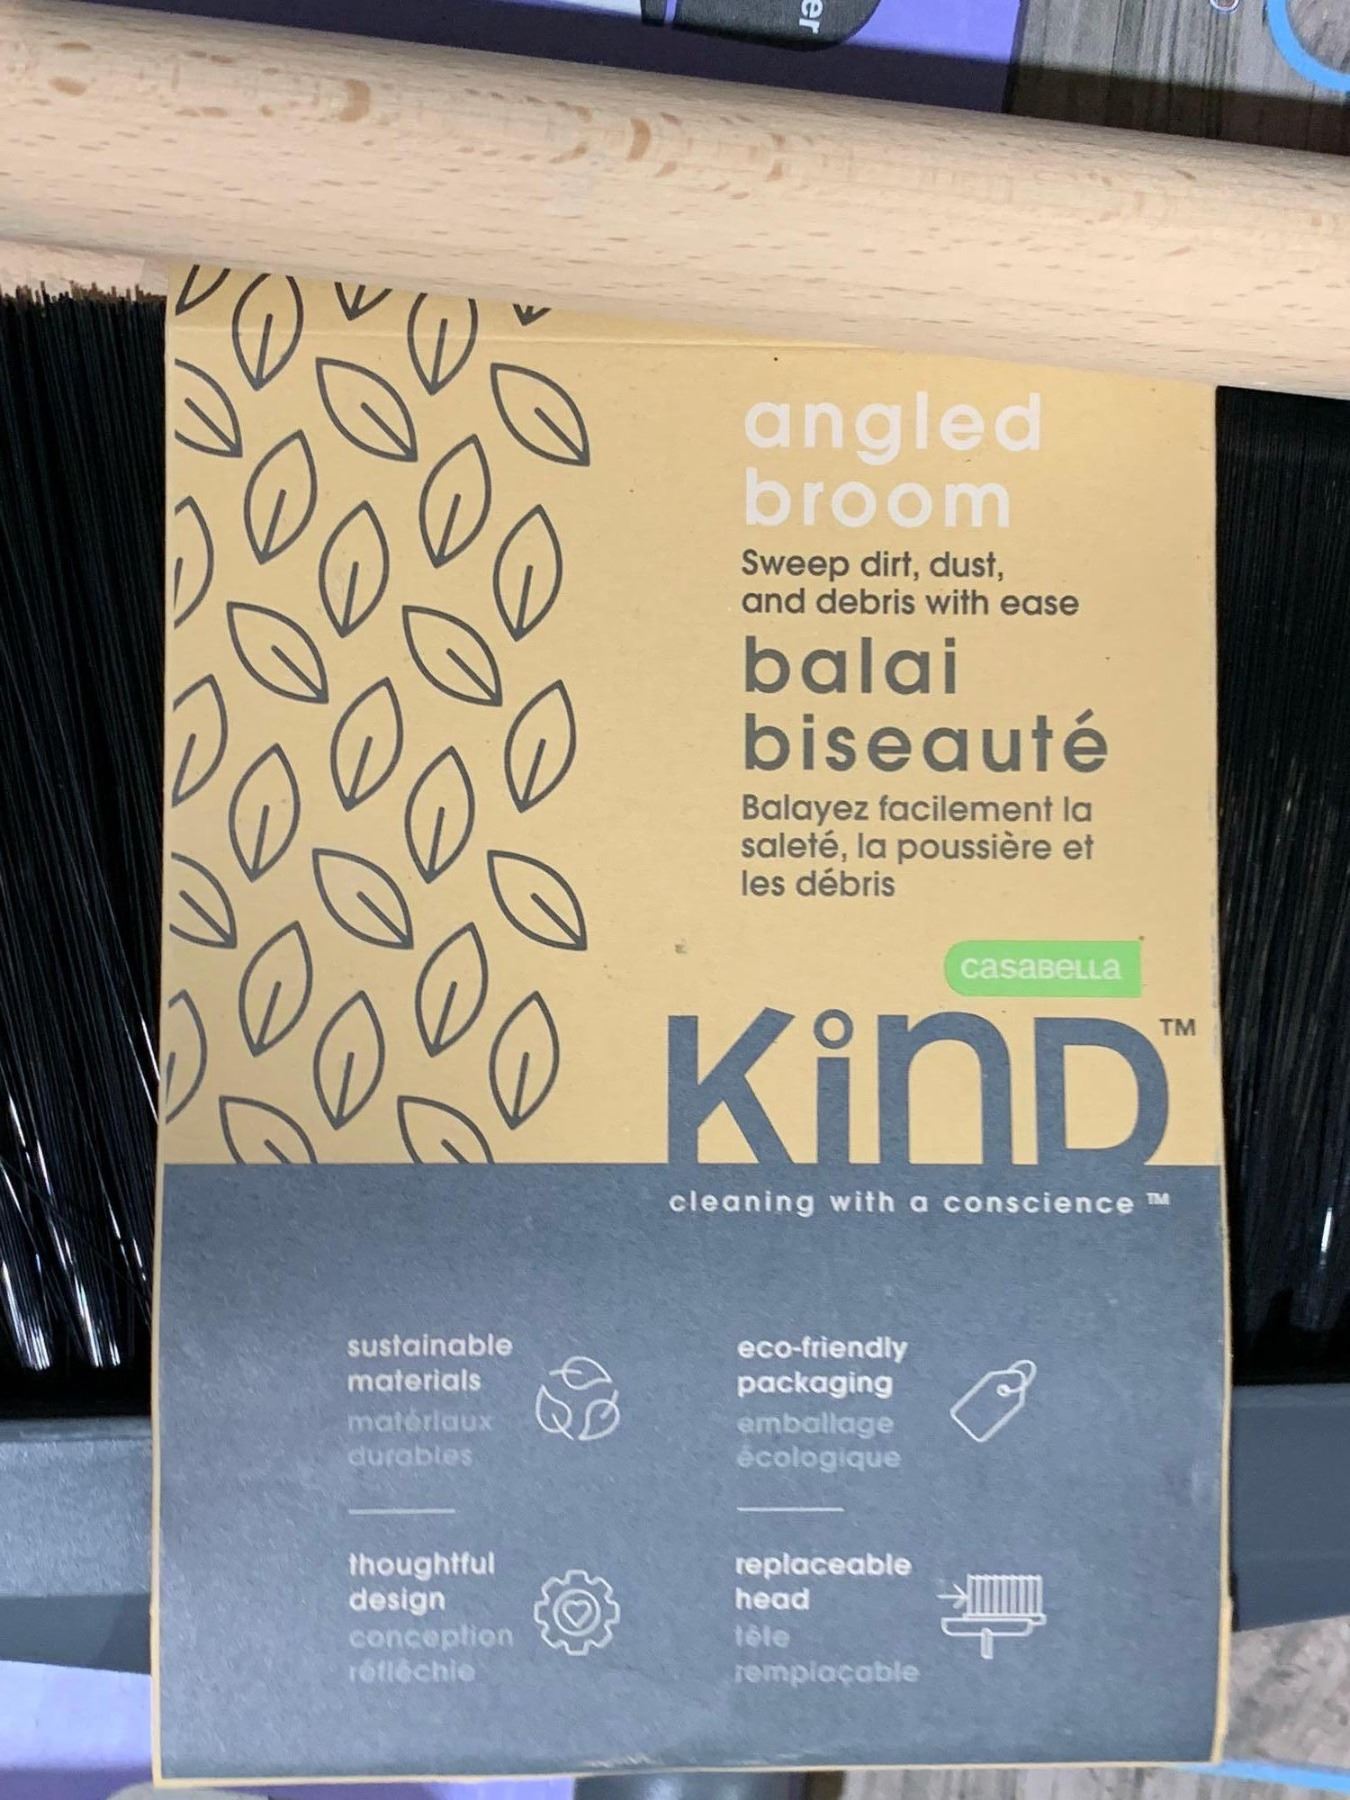 er
angled
broom
Sweep dirt, dust,
and debris with ease
balai
biseauté
Balayez facilement la
saleté, la poussière et
les débris
casabella
KinD™
cleaning with a conscience™
sustainable
materials
matériaux
durables
eco-friendly
packaging
emballage
écologique
thoughtful
design
conception
réfléchie
replaceable
head
tête
remplaçable